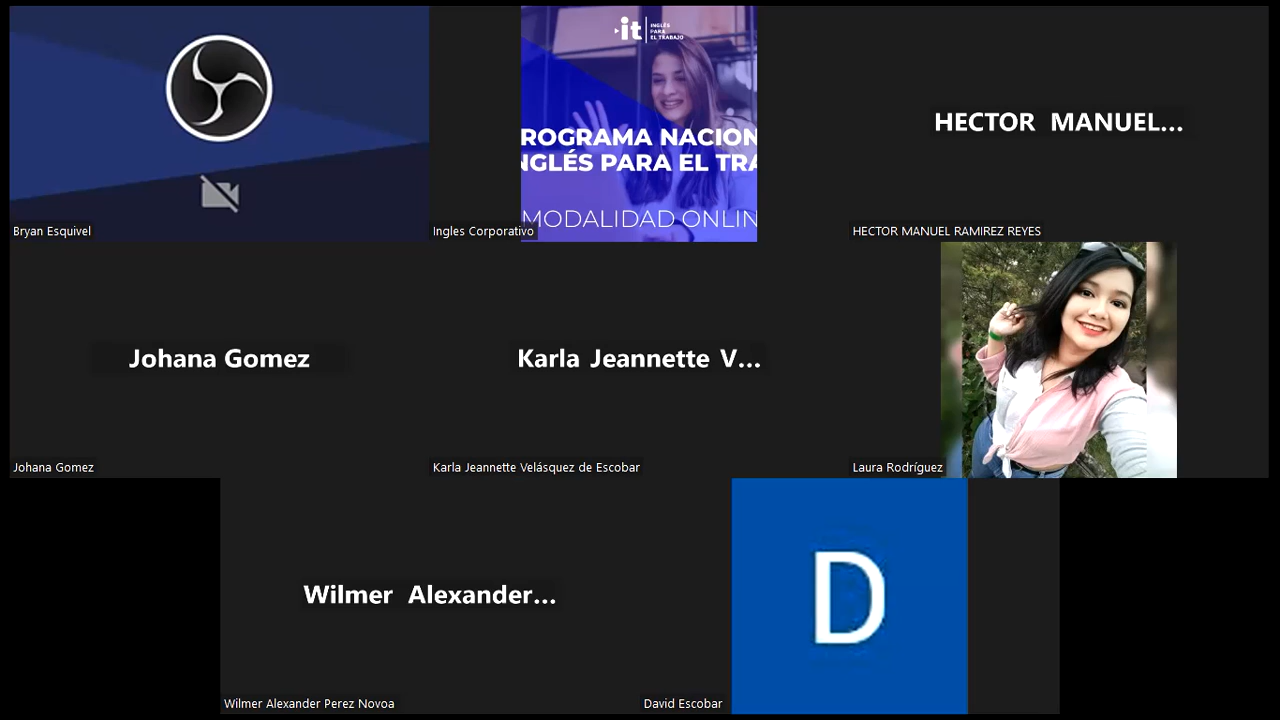 it
INGLÉS
PARA
EL TRABAJO
ROGRAMA NACION
NGLÉS PARA EL TRA
MODALIDAD ONLIN
Bryan Esquivel
Ingles Corporativo
HECTOR MANUEL...
HECTOR MANUEL RAMIREZ REYES
Johana Gomez
Johana Gomez
Karla Jeannette V...
Karla Jeannette Velásquez de Escobar
Laura Rodríguez
Wilmer Alexander...
Wilmer Alexander Perez Novoa
D
David Escobar